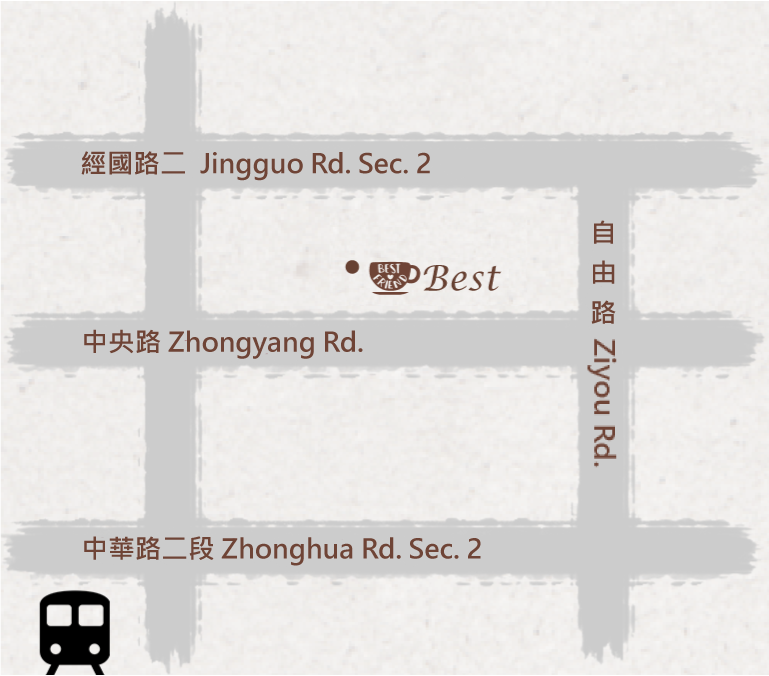 經國路二 Jingguo Rd. Sec. 2
自由路 Ziyou Rd.
BEST
FRIEND
Best
中央路 Zhongyang Rd.
中華路二段 Zhonghua Rd. Sec. 2